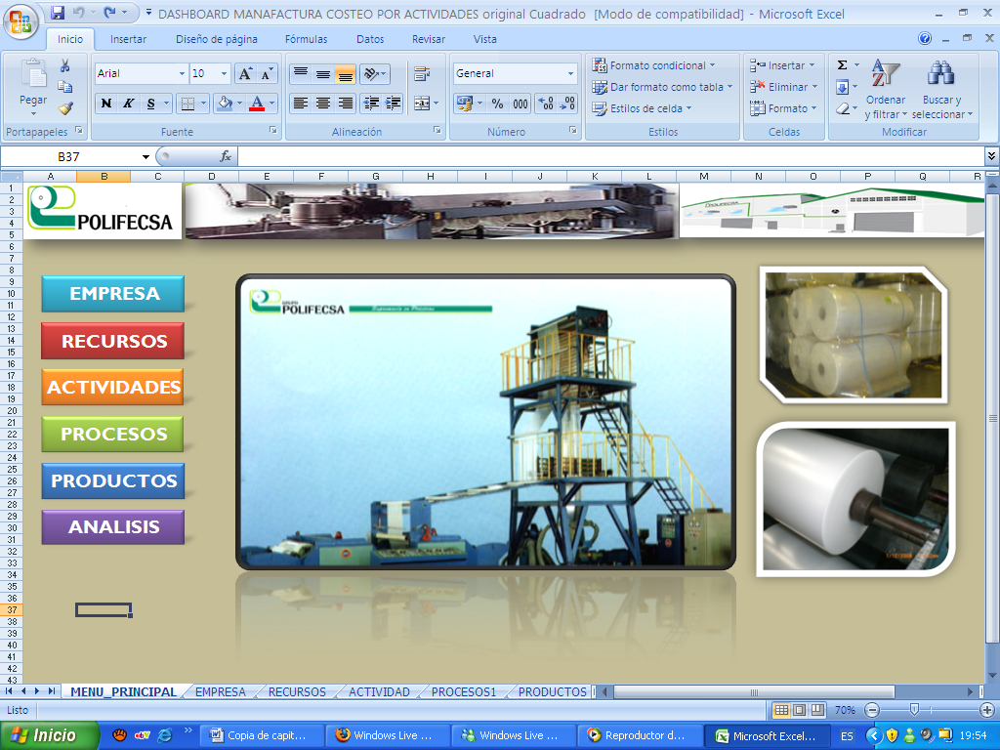 DASHBOARD MANAFACTURA COSTEO POR ACTIVIDADES original Cuadrado [Modo de compatibilidad] - Microsoft Excel
Inicio Insertar Diseño de página Fórmulas Datos Revisar Vista
Pegar
Arial 10
N K S
General
% 000
Formato condicional
Dar formato como tabla
Estilos de celda
Insertar
Eliminar
Formato
Σ
Ordenar y filtrar
Buscar y seleccionar
Portapapeles Fuente Alineación Número Estilos Celdas Modificar
B37 fx
A B C D E F G H I J K L M N O P Q R
1
2
3
4
5
6
7
8
9
10
11
12
13
14
15
16
17
18
19
20
21
22
23
24
25
26
27
28
29
30
31
32
33
34
35
36
37
38
39
40
41
42
43
POLIFECSA
EMPRESA
RECURSOS
ACTIVIDADES
PROCESOS
PRODUCTOS
ANALISIS
GRUPO
POLIFECSA
MENU_PRINCIPAL EMPRESA RECURSOS ACTIVIDAD PROCESOS1 PRODUCTOS
Listo 70%
Inicio Copia de capit... Windows Live ... Windows Live ... Reproductor d... Microsoft Excel... ES 19:54